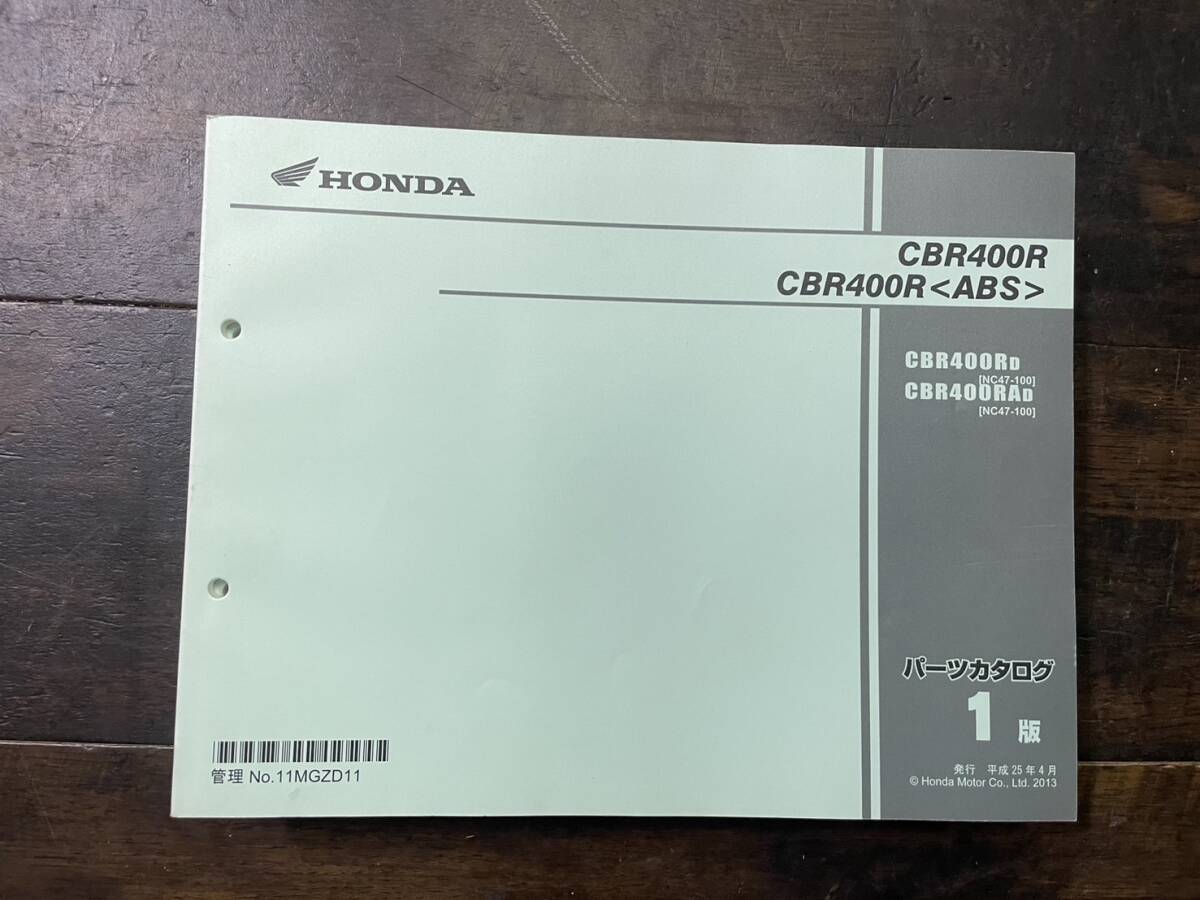 HONDA
CBR400R
CBR400R<ABS>
CBR400RD
[NC47-100]
CBR400RAD
[NC47-100]
パーツカタログ
1 版
発行 平成25年4月
© Honda Motor Co., Ltd. 2013
管理 No.11MGZD11